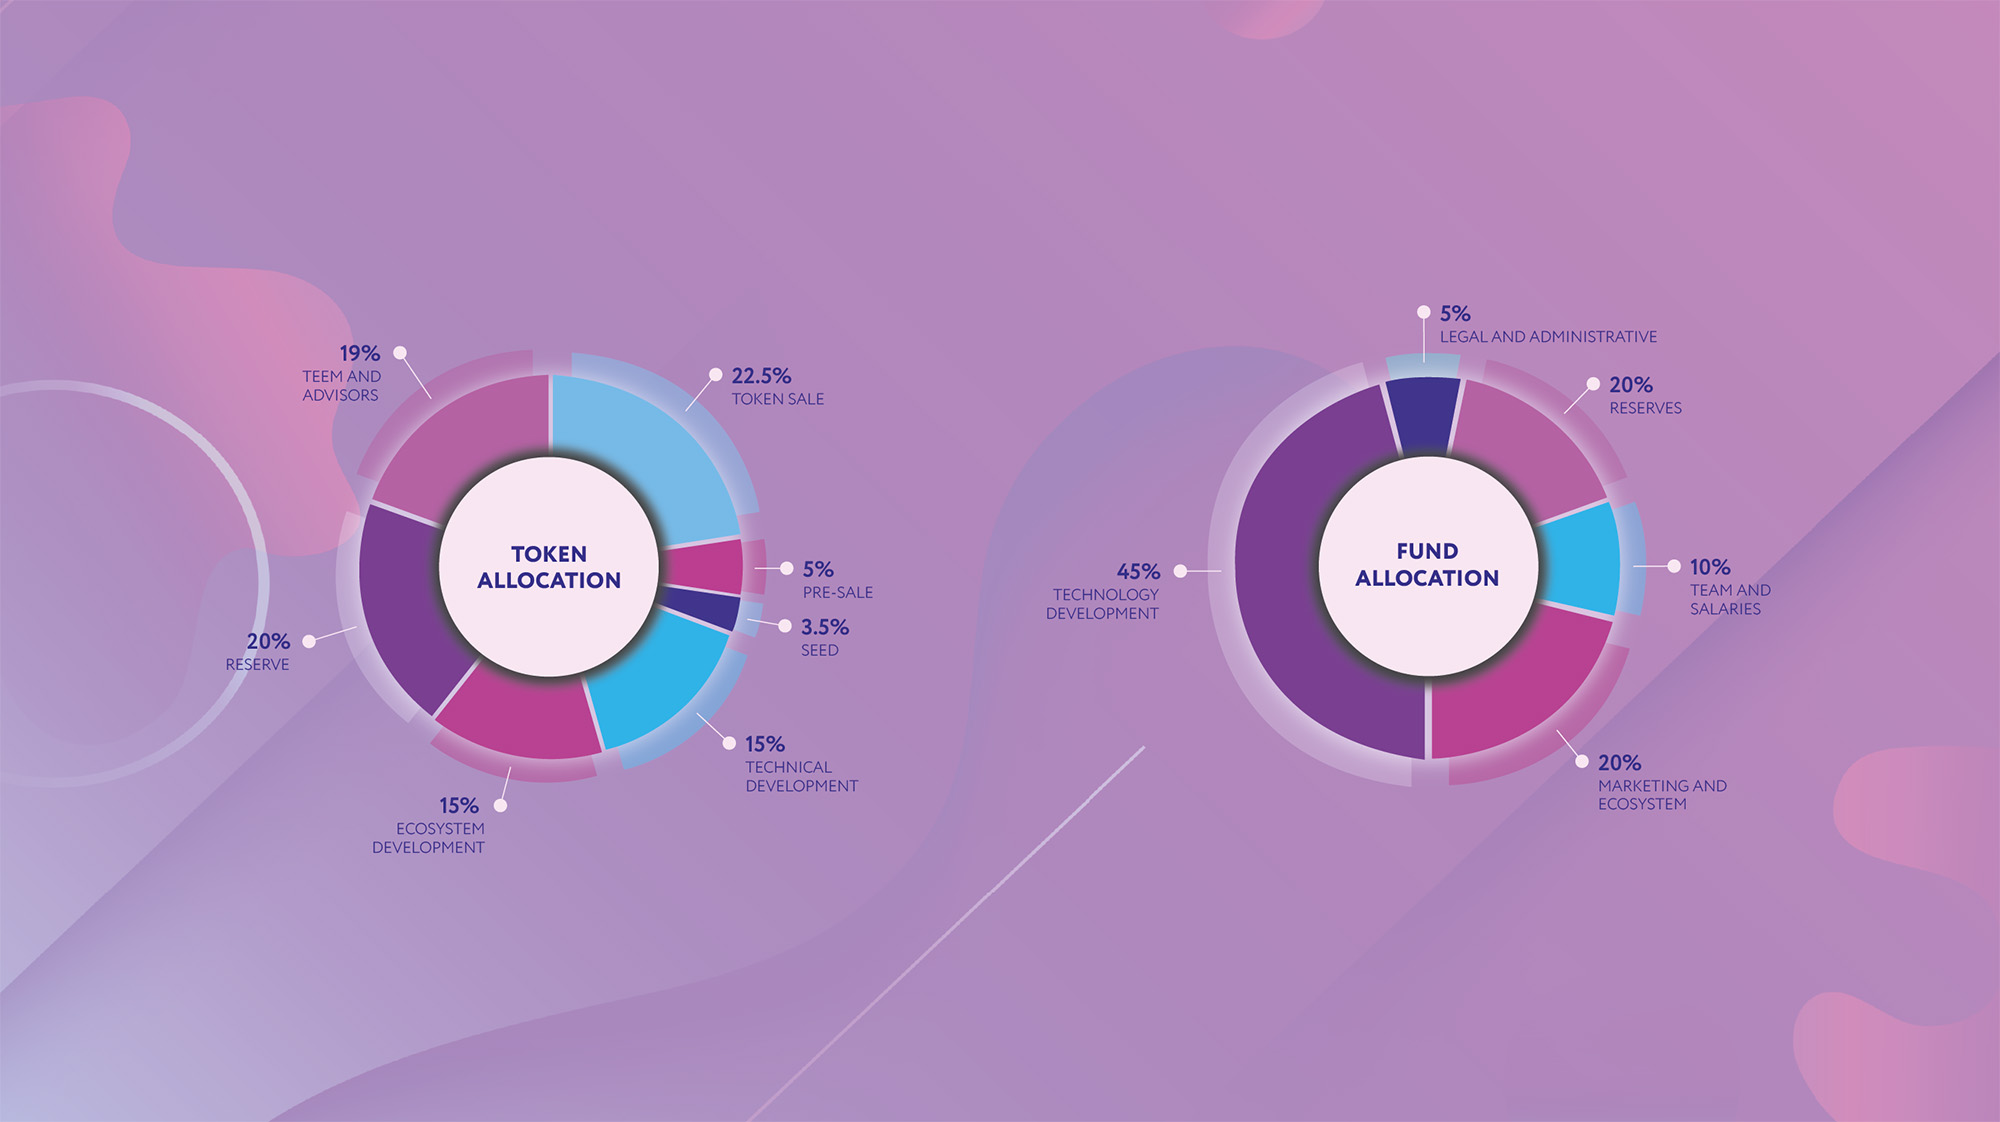 TOKEN
ALLOCATION
19%
TEEM AND
ADVISORS
22.5%
TOKEN SALE
5%
PRE-SALE
3.5%
SEED
15%
TECHNICAL
DEVELOPMENT
15%
ECOSYSTEM
DEVELOPMENT
20%
RESERVE
FUND
ALLOCATION
5%
LEGAL AND ADMINISTRATIVE
20%
RESERVES
10%
TEAM AND
SALARIES
20%
MARKETING AND
ECOSYSTEM
45%
TECHNOLOGY
DEVELOPMENT